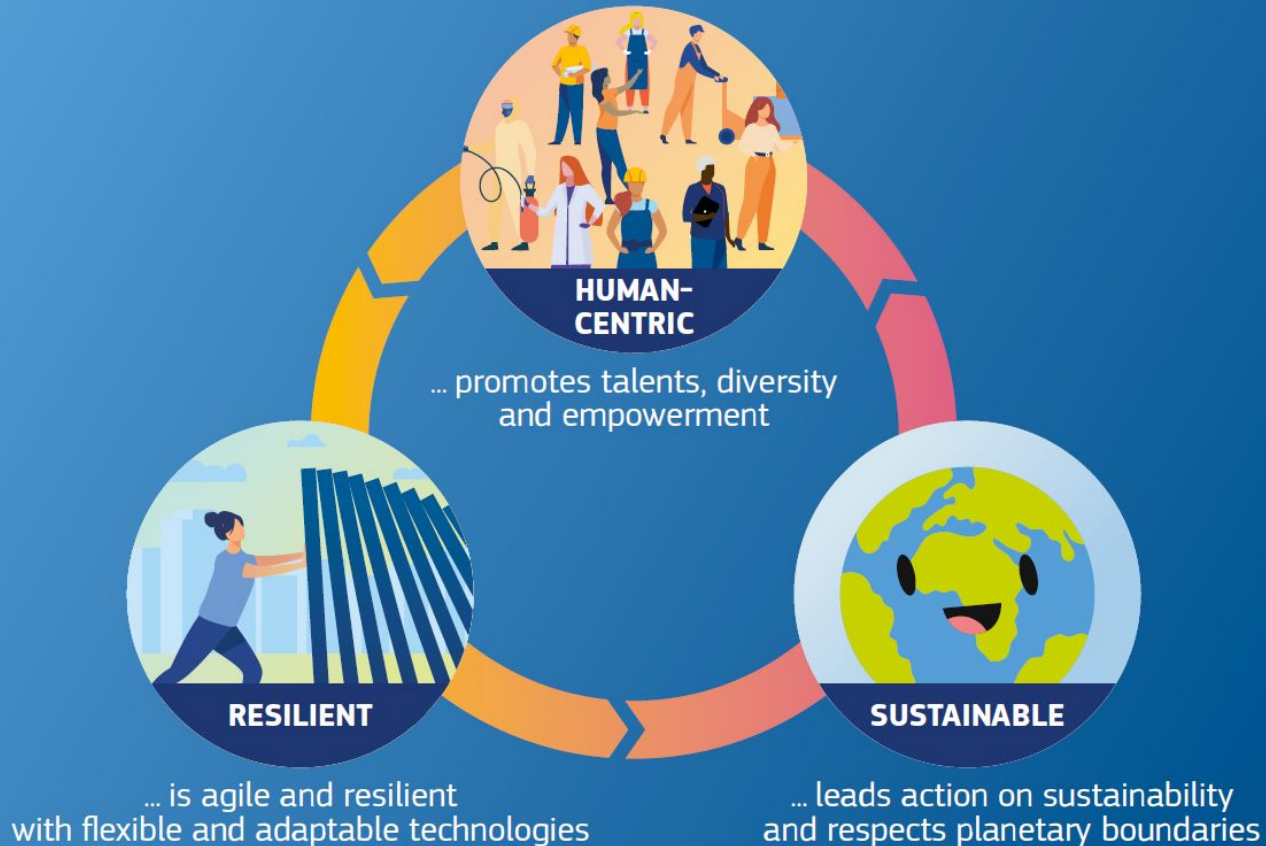 HUMAN-
CENTRIC
... promotes talents, diversity
and empowerment
RESILIENT
... is agile and resilient
with flexible and adaptable technologies
SUSTAINABLE
... leads action on sustainability
and respects planetary boundaries